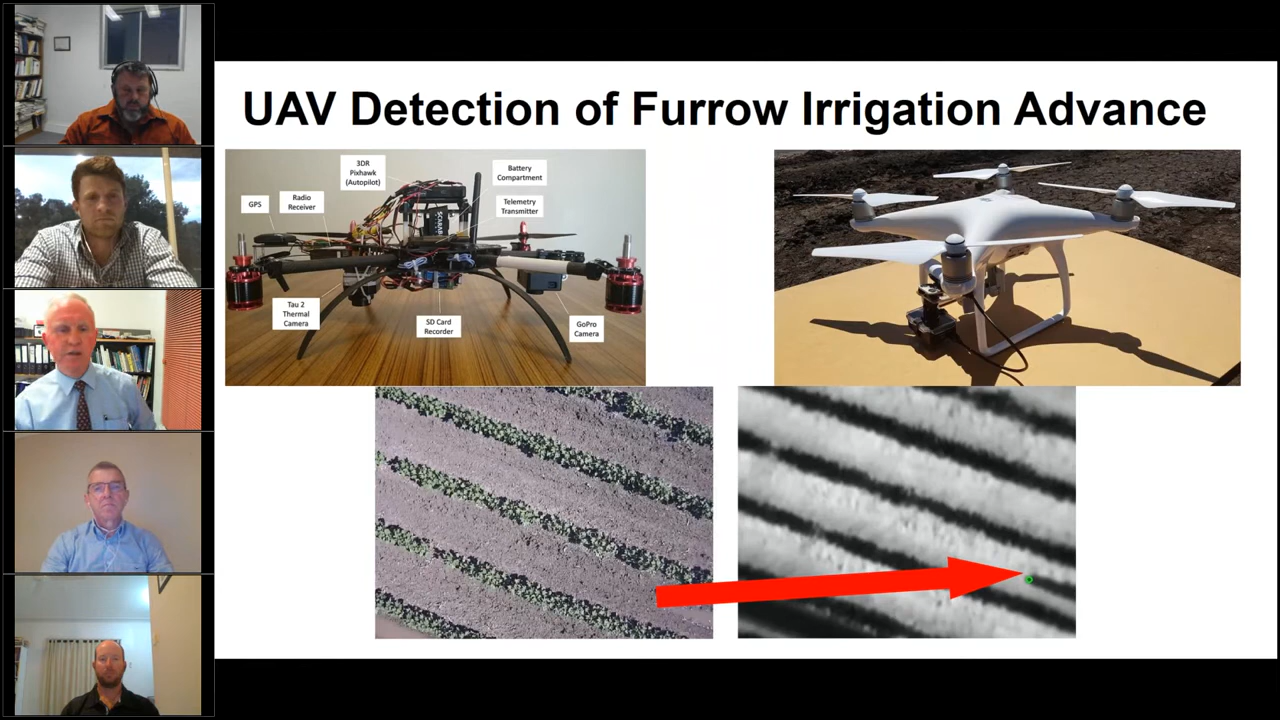 UAV Detection of Furrow Irrigation Advance
3DR
Pixhawk
(Autopilot)
Battery
Compartment
GPS
Radio
Receiver
Telemetry
Transmitter
Tau 2
Thermal
Camera
SD Card
Recorder
GoPro
Camera